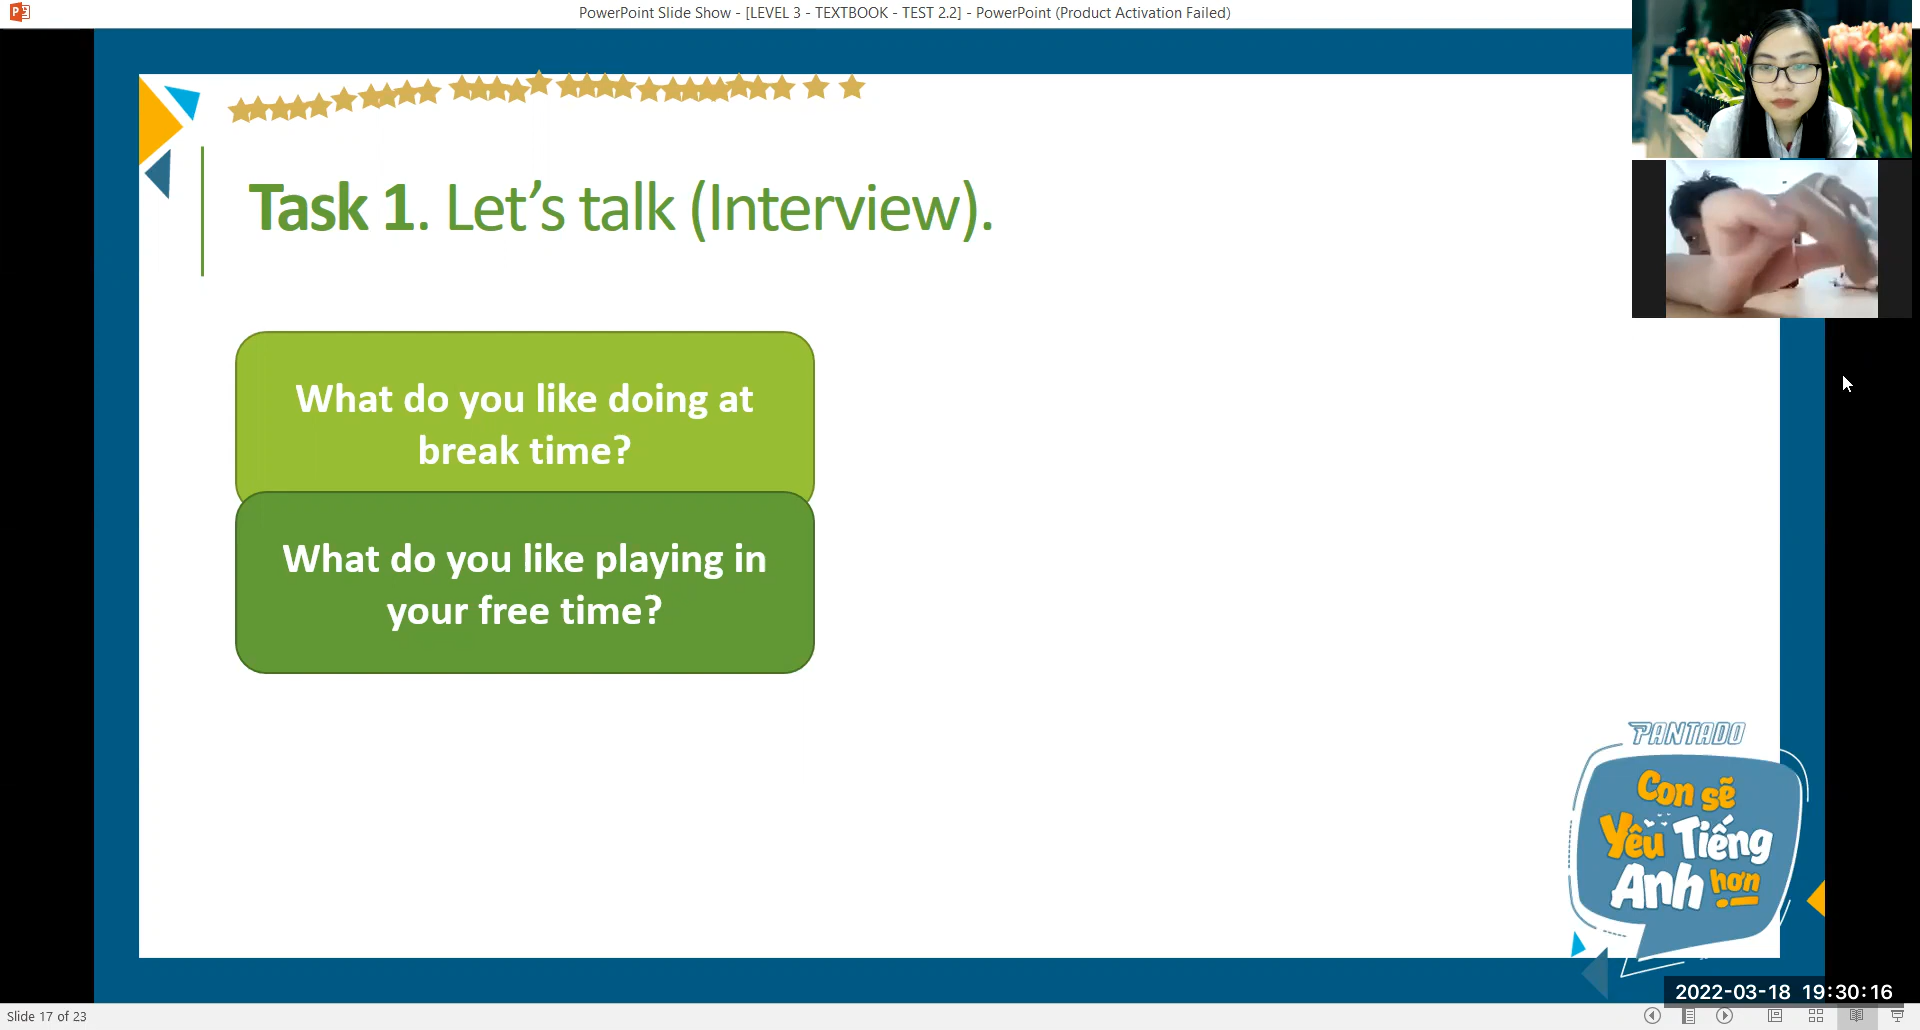 PowerPoint Slide Show - [LEVEL 3 - TEXTBOOK - TEST 2.2] - PowerPoint (Product Activation Failed)
Task 1. Let's talk (Interview).
What do you like doing at
break time?
What do you like playing in
your free time?
PANTADO
Con sẽ
Yêu Tiếng
Anh hơn
2022-03-18 19:30:16
Slide 17 of 23